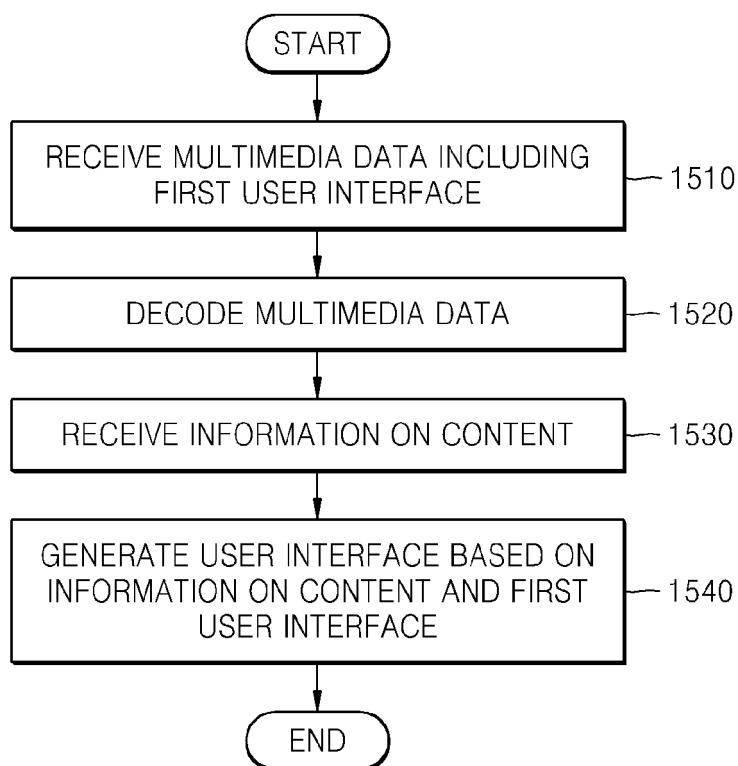 START
RECEIVE MULTIMEDIA DATA INCLUDING
FIRST USER INTERFACE
1510
DECODE MULTIMEDIA DATA
1520
RECEIVE INFORMATION ON CONTENT
1530
GENERATE USER INTERFACE BASED ON
INFORMATION ON CONTENT AND FIRST
USER INTERFACE
1540
END